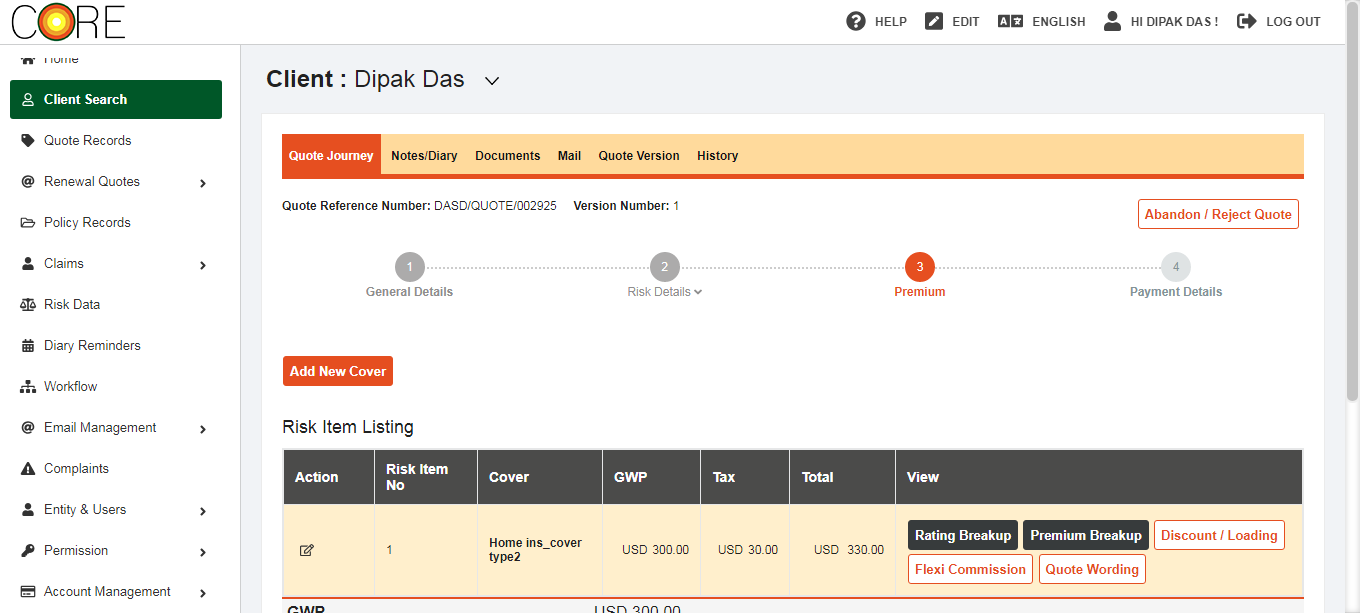 CORE
HELP
EDIT
ENGLISH
HI DIPAK DAS !
LOG OUT
Home
Client Search
Quote Records
Renewal Quotes
Policy Records
Claims
Risk Data
Diary Reminders
Workflow
Email Management
Complaints
Entity & Users
Permission
Account Management
Client : Dipak Das
Quote Journey Notes/Diary Documents Mail Quote Version History
Quote Reference Number: DASD/QUOTE/002925 Version Number: 1
Abandon / Reject Quote
1 2 3 4
General Details Risk Details Premium Payment Details
Add New Cover
Risk Item Listing
Action Risk Item No Cover GWP Tax Total View
1 Home ins_cover type2 USD 300.00 USD 30.00 USD 330.00
Rating Breakup Premium Breakup Discount / Loading
Flexi Commission Quote Wording
GWP USD 300.00